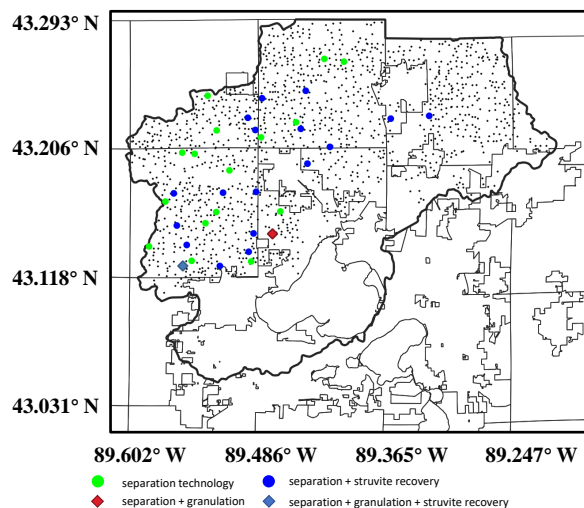 43.293° N
43.206° N
43.118° N
43.031° N
89.602° W 89.486° W 89.365° W 89.247° W
separation technology separation + struvite recovery
separation + granulation separation + granulation + struvite recovery